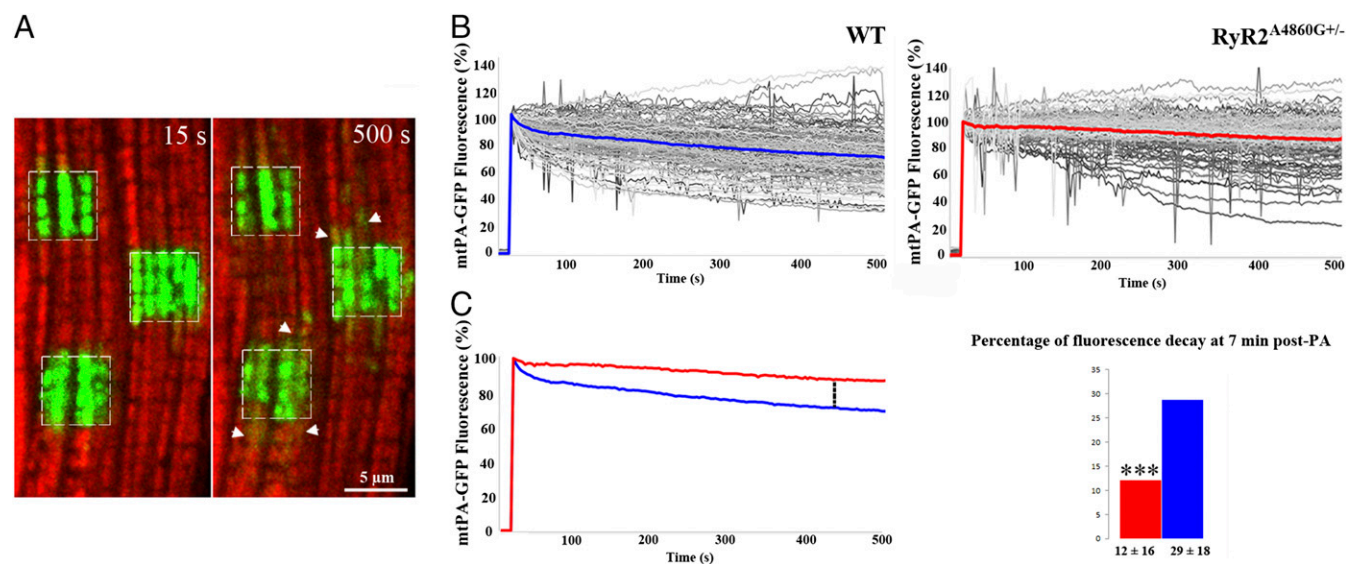 A
15 s
500 s
5 µm
B
WT
mtPA-GFP Fluorescence (%)
140
120
100
80
60
40
20
0
100
200
300
400
500
Time (s)
RyR2A4860G+/-
mtPA-GFP Fluorescence (%)
140
120
100
80
60
40
20
0
100
200
300
400
500
Time (s)
C
mtPA-GFP Fluorescence (%)
100
80
60
40
20
0
100
200
300
400
500
Time (s)
Percentage of fluorescence decay at 7 min post-PA
35
30
25
20
15
10
5
0
***
12 ± 16
29 ± 18